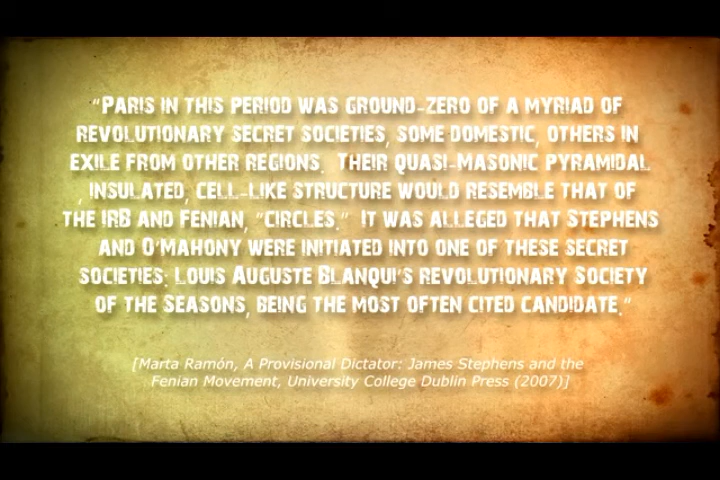 "Paris in this period was ground-zero of a myriad of
revolutionary secret societies, some domestic, others in
exile from other regions. Their quasi-masonic pyramidal
, insulated, cell-like structure would resemble that of
the IRB and Fenian, "circles." It was alleged that Stephens
and O'Mahony were initiated into one of these secret
societies: Louis Auguste Blanqui's revolutionary Society
of the Seasons, being the most often cited candidate."
[Marta Ramón, A Provisional Dictator: James Stephens and the
Fenian Movement, University College Dublin Press (2007)]